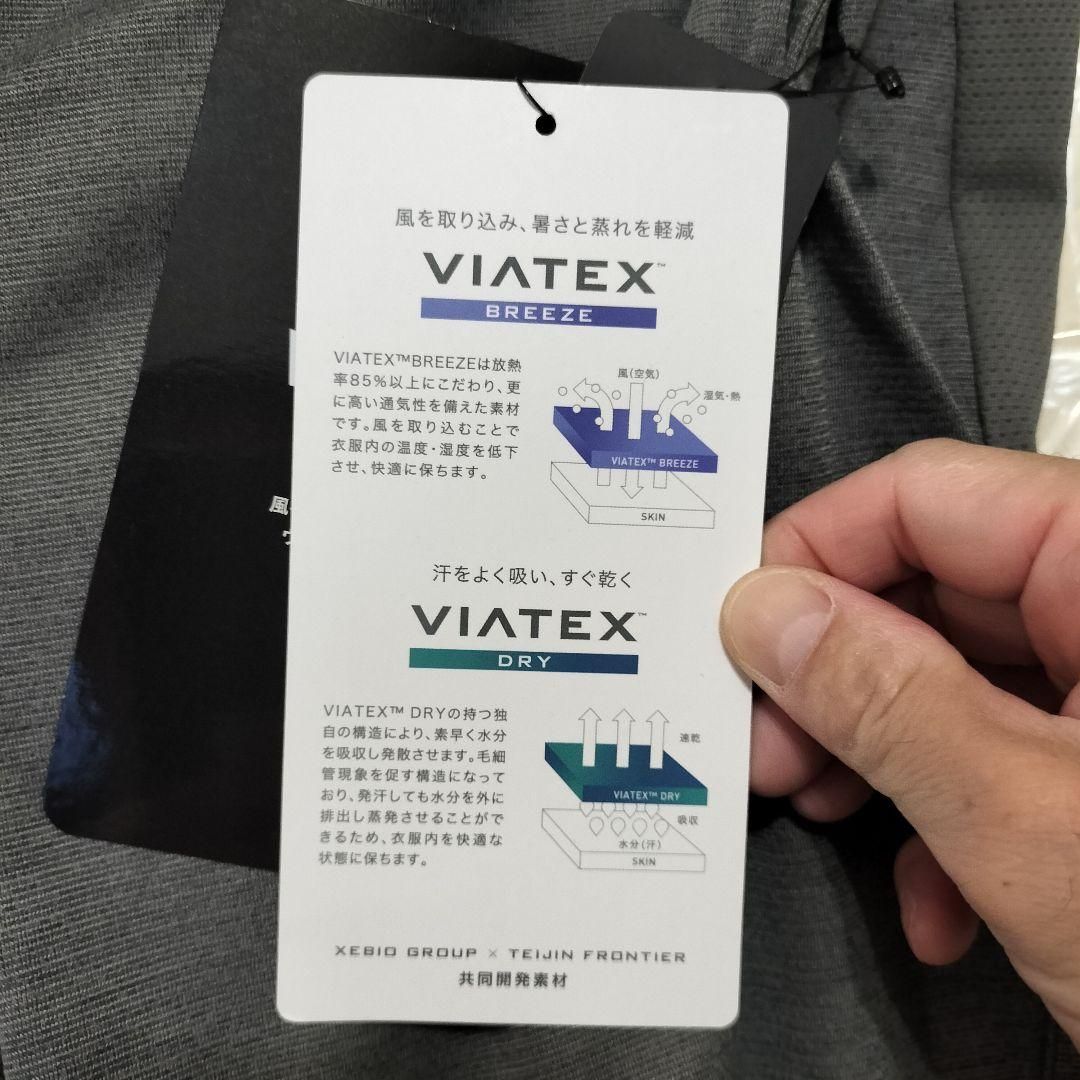 風を取り込み、暑さと蒸れを軽減
VIATEX™
BREEZE
VIATEX™BREEZEは放熱
率85%以上にこだわり、更
に高い通気性を備えた素材
です。風を取り込むことで
衣服内の温度・湿度を低下
させ、快適に保ちます。
風(空気)
湿気・熱
VIATEX™ BREEZE
SKIN
汗をよく吸い、すぐ乾く
VIATEX™
DRY
VIATEX™ DRYの持つ独
自の構造により、素早く水分
を吸収し発散させます。毛細
管現象を促す構造になって
おり、発汗しても水分を外に
排出し蒸発させることがで
きるため、衣服内を快適な
状態に保ちます。
速乾
VIATEX™ DRY
吸収
水分(汗)
SKIN
XEBIO GROUP × TEIJIN FRONTIER
共同開発素材
風